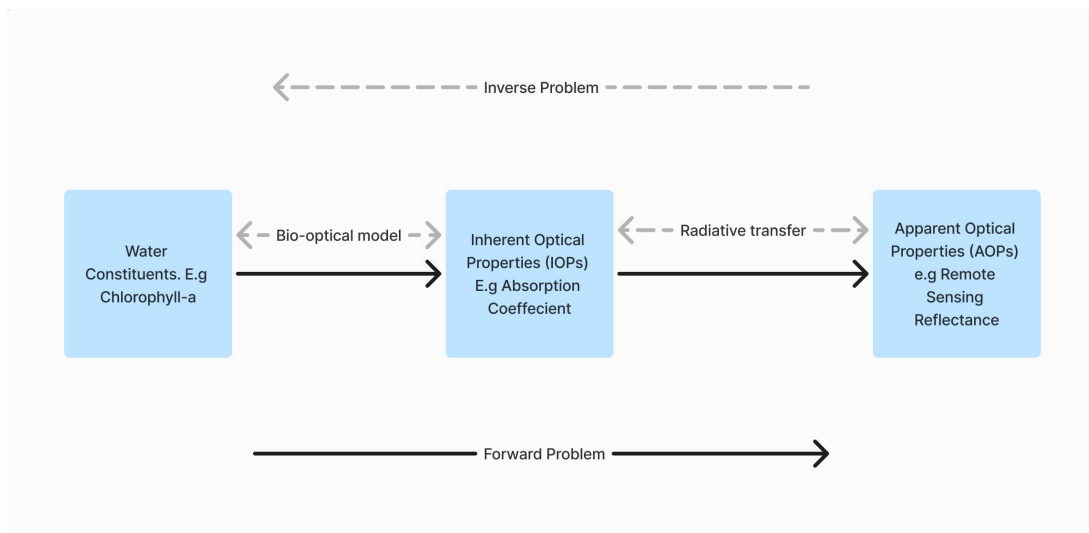 Inverse Problem
Bio-optical model
Radiative transfer
Water
Constituents. E.g
Chlorophyll-a
Inherent Optical
Properties (IOPs)
E.g Absorption
Coeffecient
Apparent Optical
Properties (AOPs)
e.g Remote
Sensing
Reflectance
Forward Problem